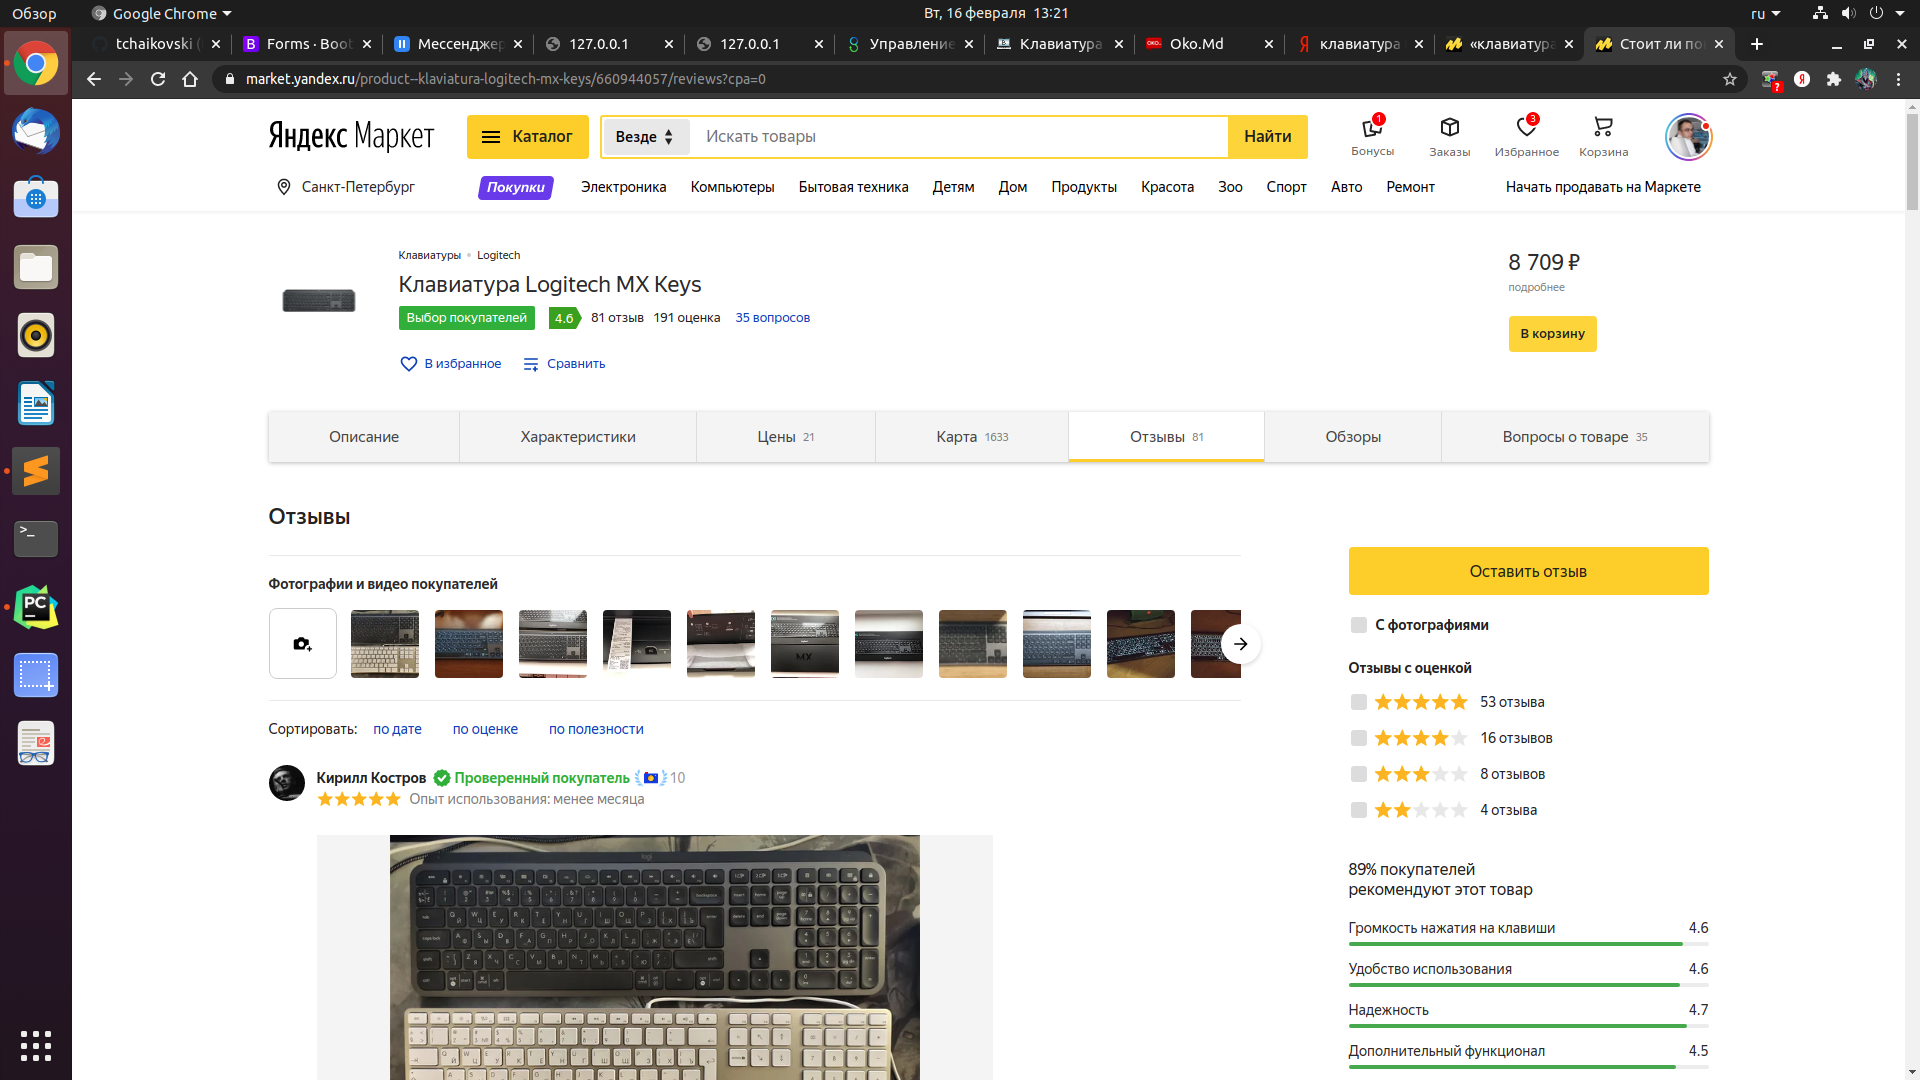 Обзор
Google Chrome
Вт, 16 февраля 13:21
ru
tchaikovski (
Forms · Boot
Мессенджер
127.0.0.1
127.0.0.1
Управление
Клавиатура
Oko.Md
клавиатура
«клавиатура
Стоит ли по
market.yandex.ru/product--klaviatura-logitech-mx-keys/660944057/reviews?cpa=0
Яндекс Маркет
Каталог
Везде
Искать товары
Найти
1
Бонусы
Заказы
3
Избранное
Корзина
Санкт-Петербург
Покупки
Электроника
Компьютеры
Бытовая техника
Детям
Дом
Продукты
Красота
Зоо
Спорт
Авто
Ремонт
Начать продавать на Маркете
Клавиатуры • Logitech
Клавиатура Logitech MX Keys
Выбор покупателей
4.6
81 отзыв
191 оценка
35 вопросов
В избранное
Сравнить
8 709 ₽
подробнее
В корзину
Описание
Характеристики
Цены 21
Карта 1633
Отзывы 81
Обзоры
Вопросы о товаре 35
Отзывы
Фотографии и видео покупателей
MX
Сортировать:
по дате
по оценке
по полезности
Кирилл Костров
Проверенный покупатель
10
Опыт использования: менее месяца
logi
Оставить отзыв
С фотографиями
Отзывы с оценкой
53 отзыва
16 отзывов
8 отзывов
4 отзыва
89% покупателей
рекомендуют этот товар
Громкость нажатия на клавиши 4.6
Удобство использования 4.6
Надежность 4.7
Дополнительный функционал 4.5